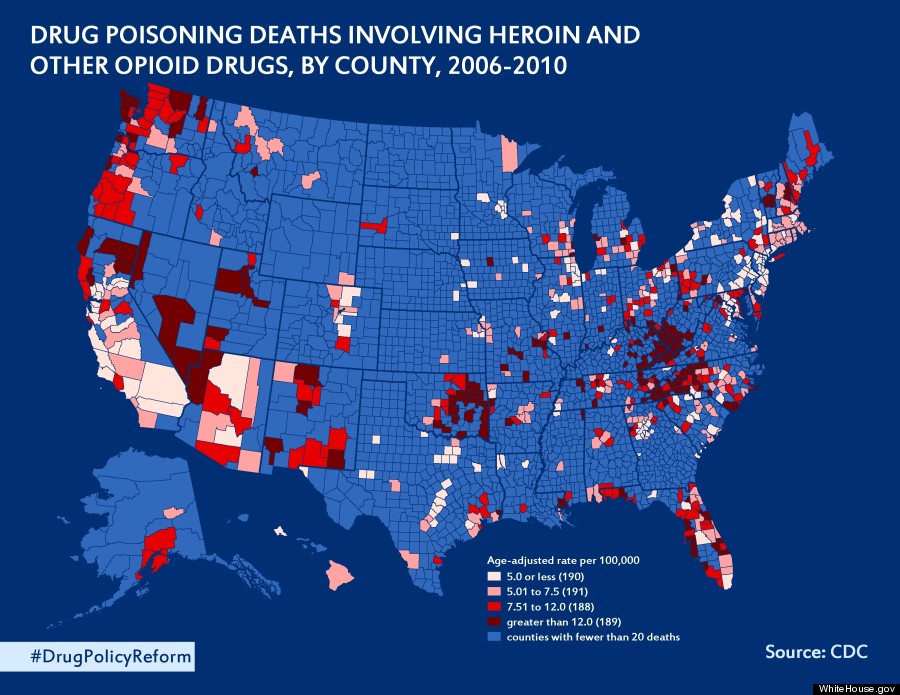 DRUG POISONING DEATHS INVOLVING HEROIN AND
OTHER OPIOID DRUGS, BY COUNTY, 2006-2010
Age-adjusted rate per 100,000
5.0 or less (190)
5.01 to 7.5 (191)
7.51 to 12.0 (188)
greater than 12.0 (189)
counties with fewer than 20 deaths
#DrugPolicyReform
Source: CDC
WhiteHouse.gov